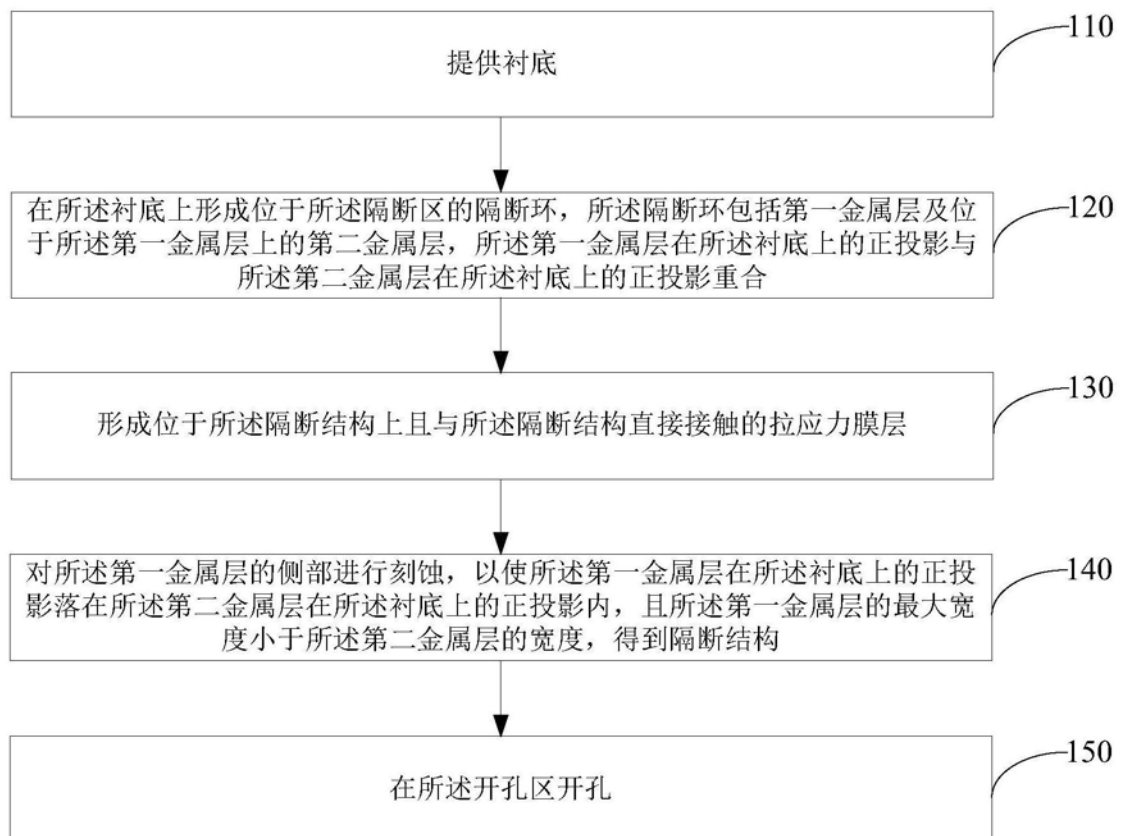 提供衬底
110
在所述衬底上形成位于所述隔断区的隔断环，所述隔断环包括第一金属层及位
于所述第一金属层上的第二金属层，所述第一金属层在所述衬底上的正投影与
所述第二金属层在所述衬底上的正投影重合
120
形成位于所述隔断结构上且与所述隔断结构直接接触的拉应力膜层
130
对所述第一金属层的侧部进行刻蚀，以使所述第一金属层在所述衬底上的正投
影落在所述第二金属层在所述衬底上的正投影内，且所述第一金属层的最大宽
度小于所述第二金属层的宽度，得到隔断结构
140
在所述开孔区开孔
150